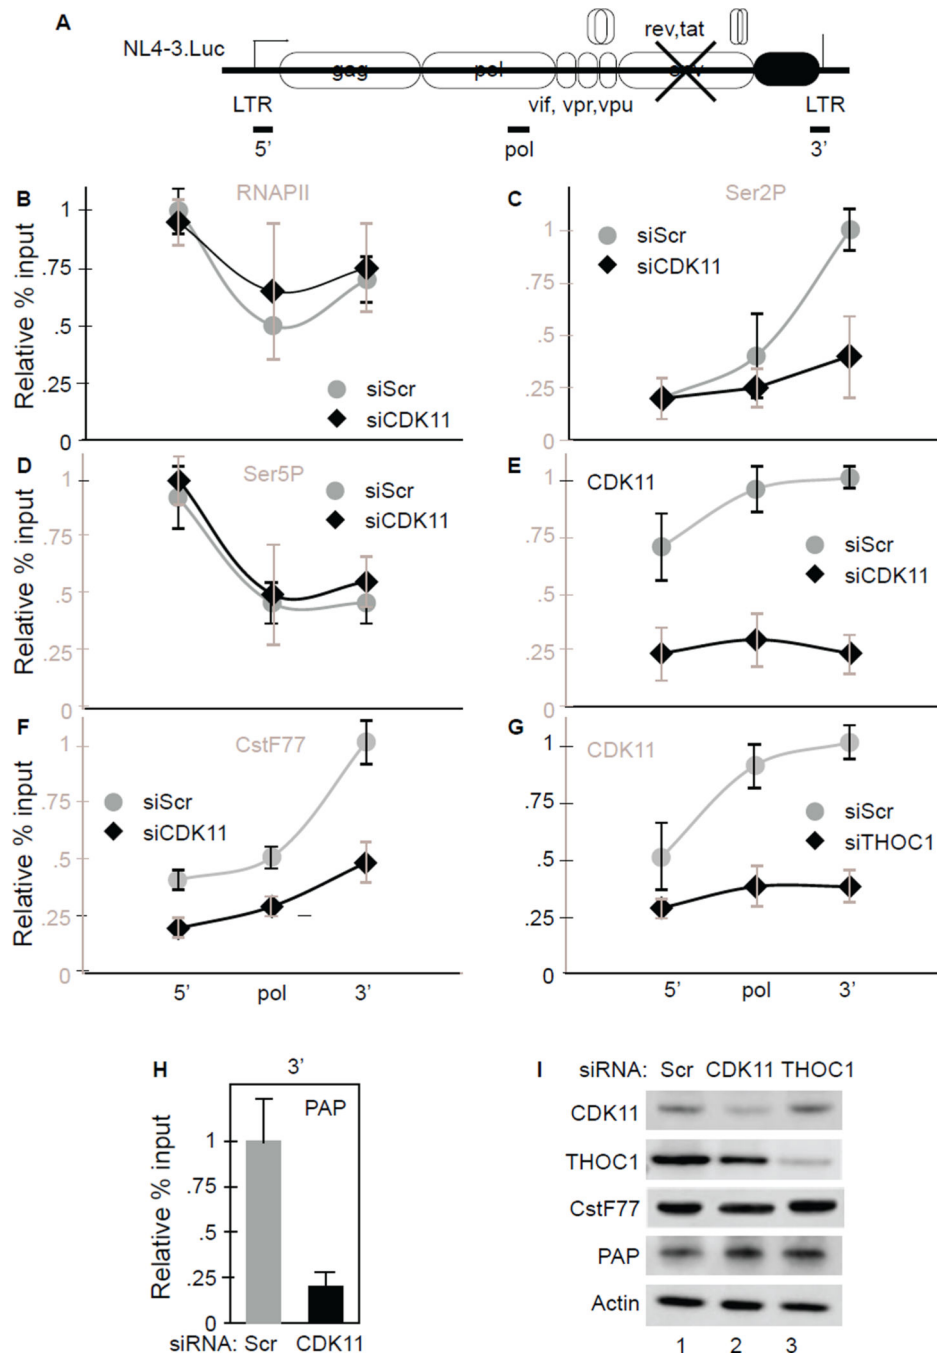 A
rev,tat
NL4-3.Luc
gag pol env
vif, vpr,vpu
LTR LTR
5' pol 3'
B RNAPII
Relative % input
1
.75
.5
.25
0
siScr
siCDK11
C Ser2P
1
.75
.5
.25
0
siScr
siCDK11
D Ser5P
Relative % input
1
.75
.5
.25
0
siScr
siCDK11
E CDK11
1
.75
.5
.25
0
siScr
siCDK11
F CstF77
Relative % input
1
.75
.5
.25
0
siScr
siCDK11
5' pol 3'
G CDK11
1
.75
.5
.25
0
siScr
siTHOC1
5' pol 3'
H 3'
PAP
Relative % input
1
.75
.5
.25
0
siRNA: Scr CDK11
I siRNA: Scr CDK11 THOC1
CDK11
THOC1
CstF77
PAP
Actin
1 2 3